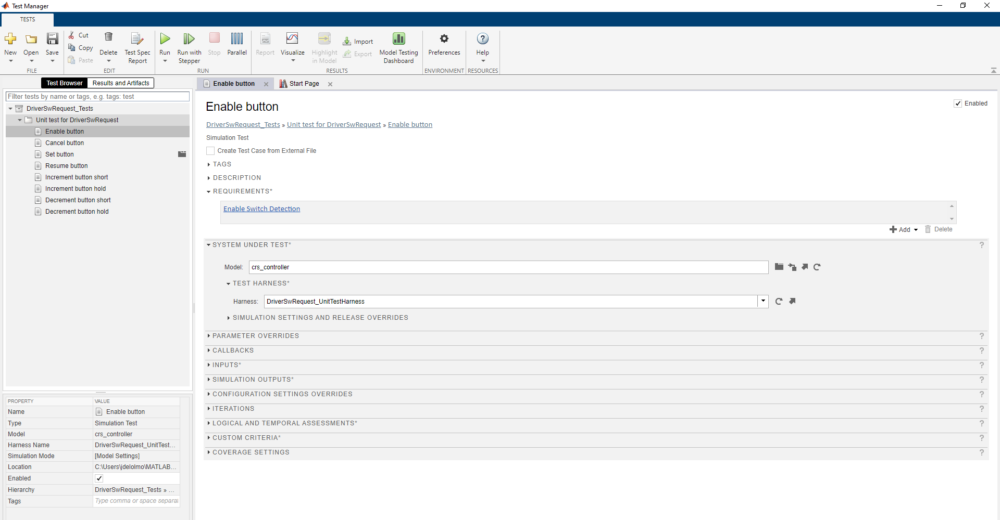 Test Manager
TESTS
New
Open
Save
Cut
Copy
Paste
Delete
Test Spec
Report
Run
Run with
Stepper
Stop
Parallel
Report
Visualize
Highlight
in Model
Import
Export
Model Testing
Dashboard
Preferences
Help
FILE
EDIT
RUN
RESULTS
ENVIRONMENT
RESOURCES
Test Browser
Results and Artifacts
Filter tests by name or tags, e.g. tags: test
DriverSwRequest_Tests
Unit test for DriverSwRequest
Enable button
Cancel button
Set button
Resume button
Increment button short
Increment button hold
Decrement button short
Decrement button hold
PROPERTY VALUE
Name Enable button
Type Simulation Test
Model crs_controller
Harness Name DriverSwRequest_UnitTest...
Simulation Mode [Model Settings]
Location C:\Users\jdelolmo\MATLAB...
Enabled
Hierarchy DriverSwRequest_Tests » ...
Tags Type comma or space separat
Enable button
Start Page
Enable button
Enabled
DriverSwRequest_Tests » Unit test for DriverSwRequest » Enable button
Simulation Test
Create Test Case from External File
TAGS
DESCRIPTION
REQUIREMENTS*
Enable Switch Detection
Add
Delete
SYSTEM UNDER TEST* ?
Model: crs_controller
TEST HARNESS*
Harness: DriverSwRequest_UnitTestHarness
SIMULATION SETTINGS AND RELEASE OVERRIDES
PARAMETER OVERRIDES ?
CALLBACKS ?
INPUTS* ?
SIMULATION OUTPUTS* ?
CONFIGURATION SETTINGS OVERRIDES ?
ITERATIONS ?
LOGICAL AND TEMPORAL ASSESSMENTS* ?
CUSTOM CRITERIA* ?
COVERAGE SETTINGS ?